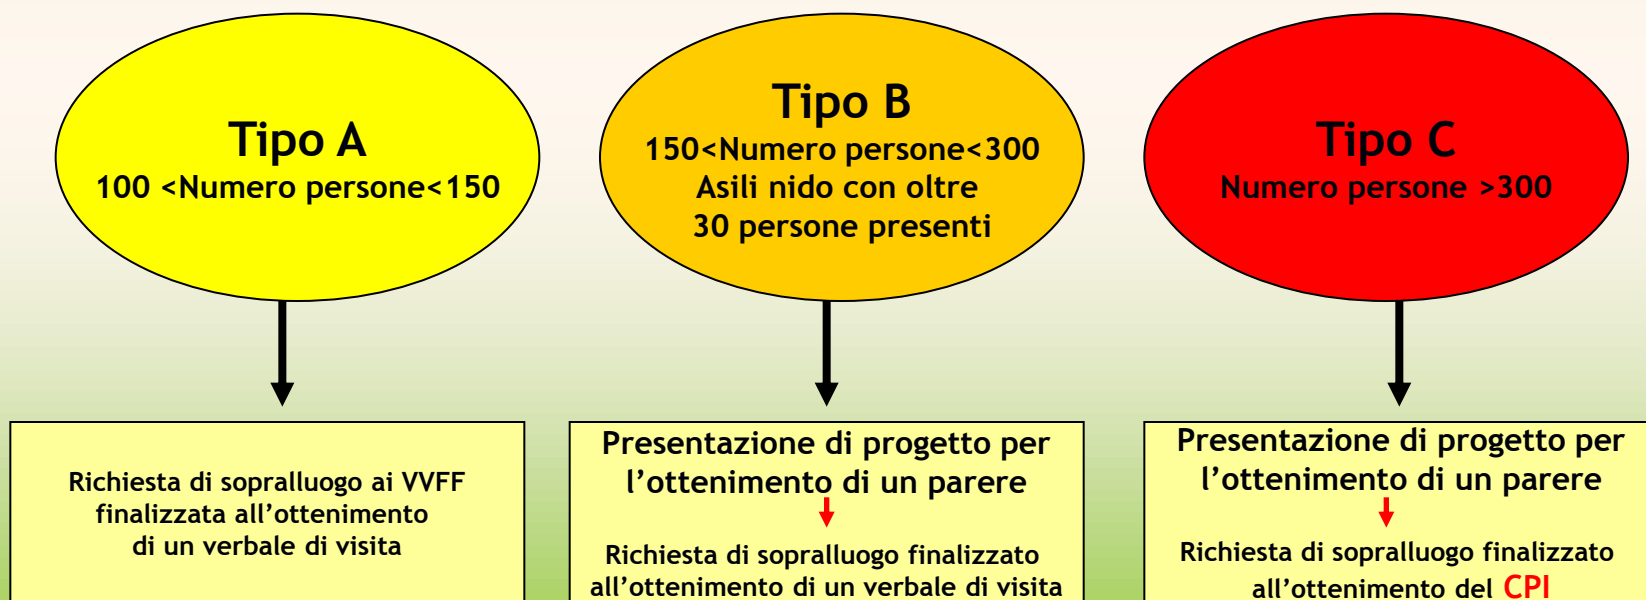 Tipo A
100 <Numero persone<150
Tipo B
150<Numero persone<300
Asili nido con oltre
30 persone presenti
Tipo C
Numero persone >300
Richiesta di sopralluogo ai VVFF
finalizzata all’ottenimento
di un verbale di visita
Presentazione di progetto per
l’ottenimento di un parere
Richiesta di sopralluogo finalizzato
all’ottenimento di un verbale di visita
Presentazione di progetto per
l’ottenimento di un parere
Richiesta di sopralluogo finalizzato
all’ottenimento del CPI